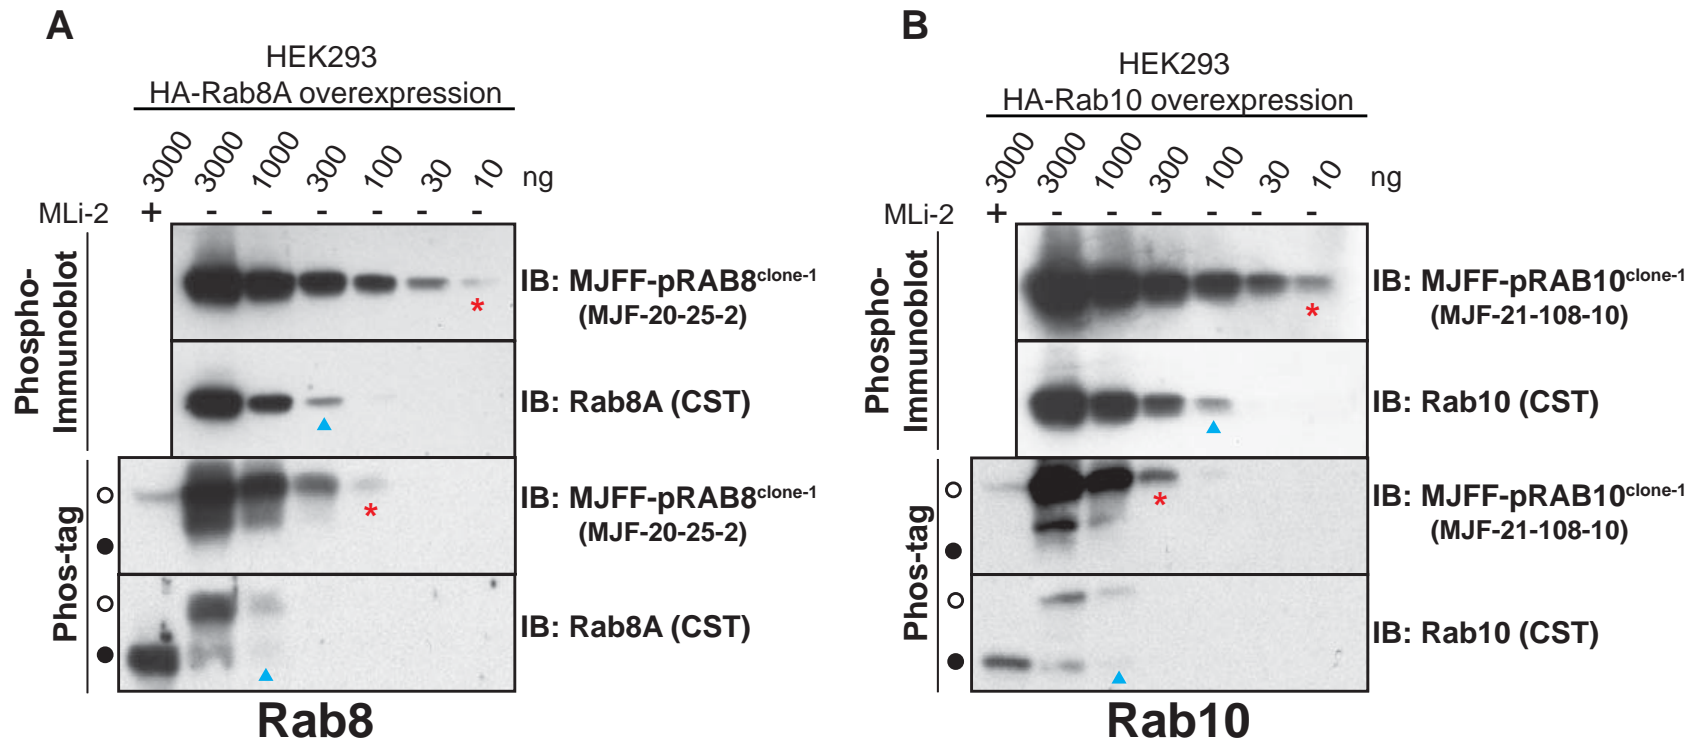 A
HEK293
HA-Rab8A overexpression
3000 3000 1000 300 100 30 10 ng
MLi-2 + - - - - - -
Phospho-
Immunoblot
IB: MJFF-pRAB8clone-1
(MJF-20-25-2)
*
IB: Rab8A (CST)
Phos-tag
IB: MJFF-pRAB8clone-1
(MJF-20-25-2)
*
IB: Rab8A (CST)
Rab8
B
HEK293
HA-Rab10 overexpression
3000 3000 1000 300 100 30 10 ng
MLi-2 + - - - - - -
Phospho-
Immunoblot
IB: MJFF-pRAB10clone-1
(MJF-21-108-10)
*
IB: Rab10 (CST)
Phos-tag
IB: MJFF-pRAB10clone-1
(MJF-21-108-10)
*
IB: Rab10 (CST)
Rab10